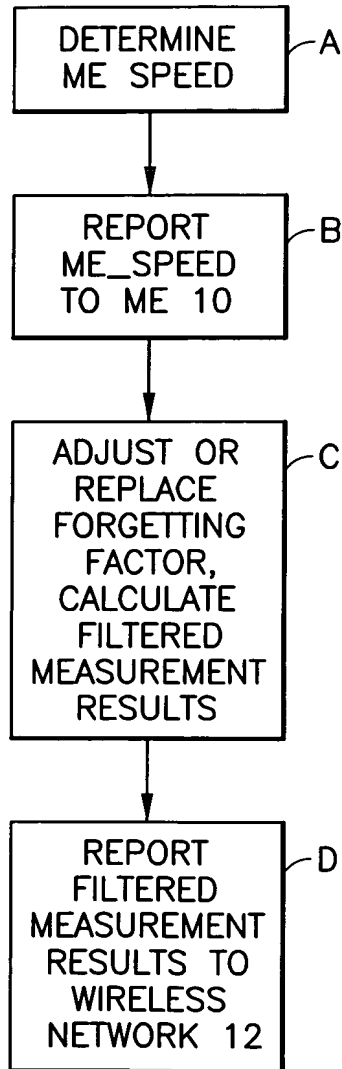 DETERMINE
ME SPEED
A
REPORT
ME_SPEED
TO ME 10
B
ADJUST OR
REPLACE
FORGETTING
FACTOR,
CALCULATE
FILTERED
MEASUREMENT
RESULTS
C
REPORT
FILTERED
MEASUREMENT
RESULTS TO
WIRELESS
NETWORK 12
D